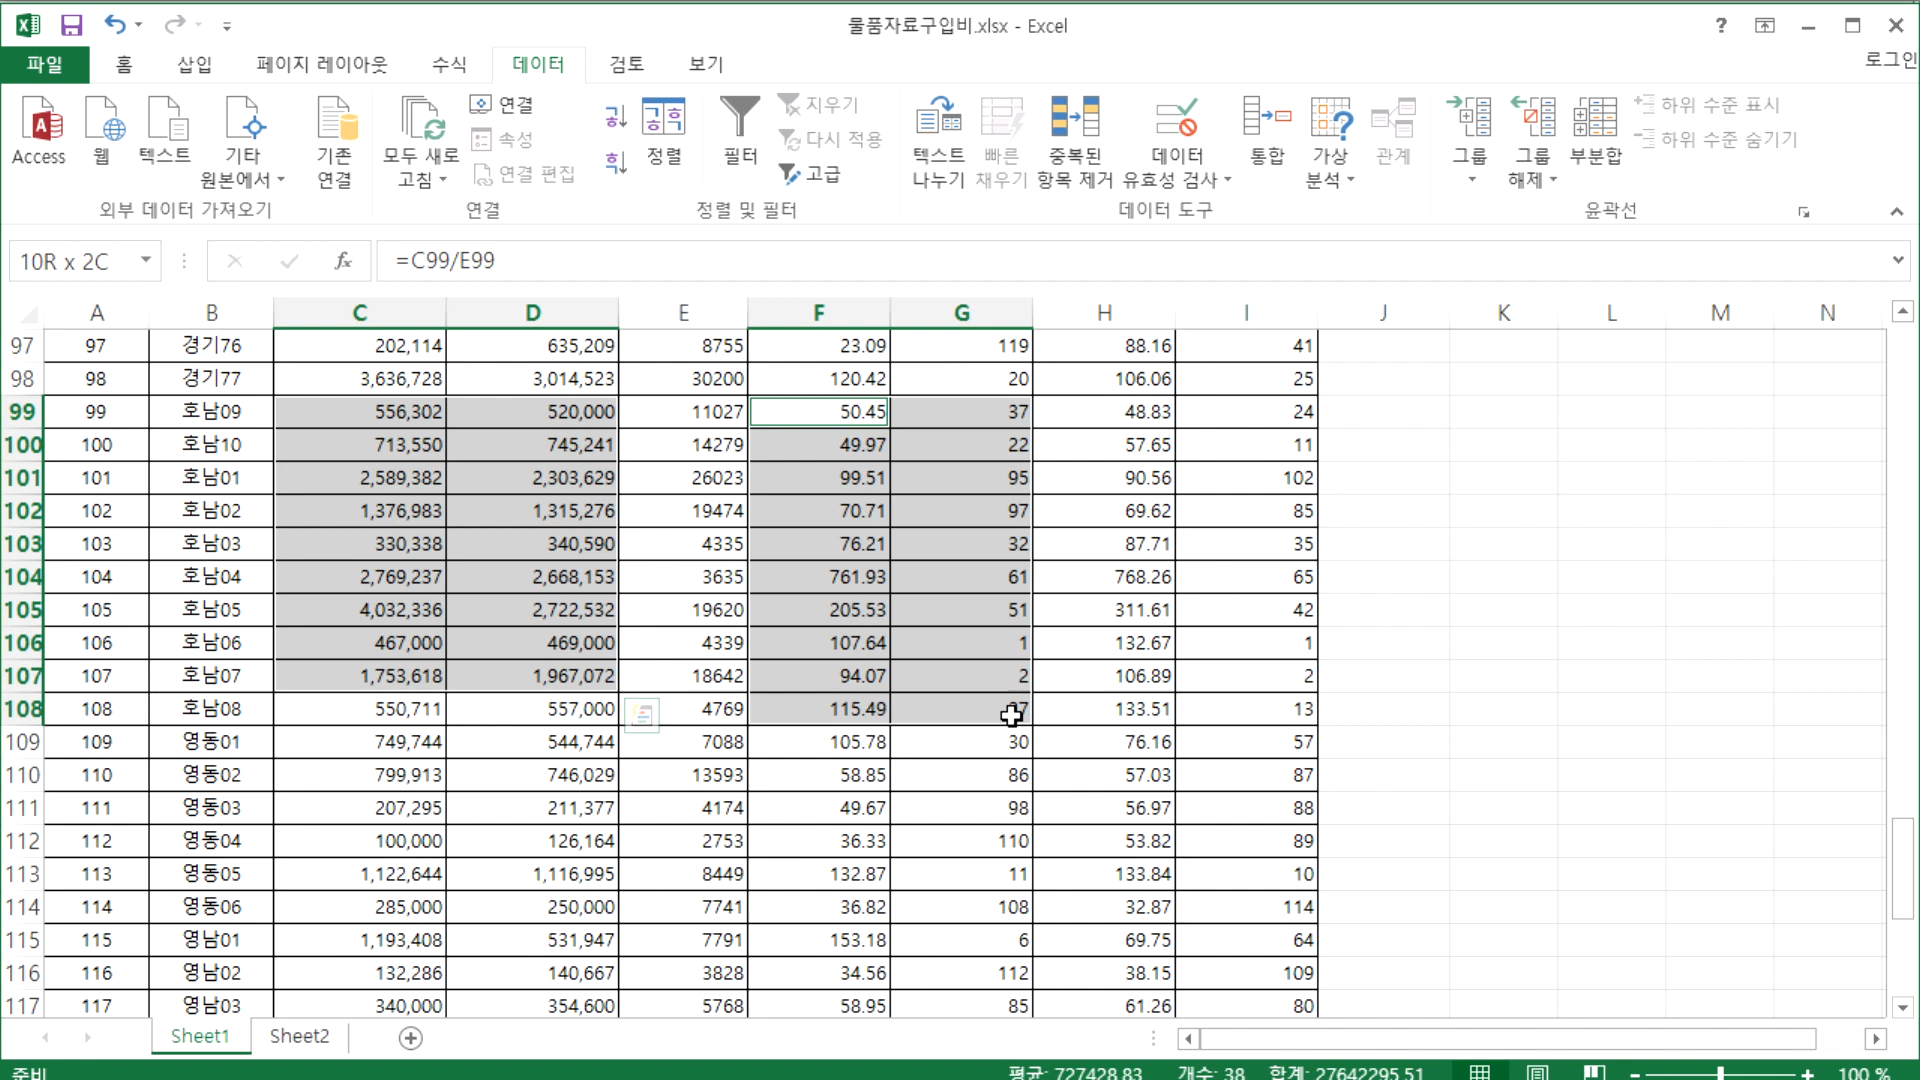 물품자료구입비.xlsx - Excel
파일 홈 삽입 페이지 레이아웃 수식 데이터 검토 보기 로그인
Access 웹 텍스트 기타 원본에서 기존 연결 모두 새로 고침 연결 속성 연결 편집 정렬 필터 지우기 다시 적용 고급 텍스트 나누기 빠른 채우기 중복된 항목 제거 데이터 유효성 검사 통합 가상 분석 관계 그룹 그룹 해제 부분합 하위 수준 표시 하위 수준 숨기기
외부 데이터 가져오기 연결 정렬 및 필터 데이터 도구 윤곽선
10R x 2C fx =C99/E99
A B C D E F G H I J K L M N
97 97 경기76 202,114 635,209 8755 23.09 119 88.16 41
98 98 경기77 3,636,728 3,014,523 30200 120.42 20 106.06 25
99 99 호남09 556,302 520,000 11027 50.45 37 48.83 24
100 100 호남10 713,550 745,241 14279 49.97 22 57.65 11
101 101 호남01 2,589,382 2,303,629 26023 99.51 95 90.56 102
102 102 호남02 1,376,983 1,315,276 19474 70.71 97 69.62 85
103 103 호남03 330,338 340,590 4335 76.21 32 87.71 35
104 104 호남04 2,769,237 2,668,153 3635 761.93 61 768.26 65
105 105 호남05 4,032,336 2,722,532 19620 205.53 51 311.61 42
106 106 호남06 467,000 469,000 4339 107.64 1 132.67 1
107 107 호남07 1,753,618 1,967,072 18642 94.07 2 106.89 2
108 108 호남08 550,711 557,000 4769 115.49 133.51 13
109 109 영동01 749,744 544,744 7088 105.78 30 76.16 57
110 110 영동02 799,913 746,029 13593 58.85 86 57.03 87
111 111 영동03 207,295 211,377 4174 49.67 98 56.97 88
112 112 영동04 100,000 126,164 2753 36.33 110 53.82 89
113 113 영동05 1,122,644 1,116,995 8449 132.87 11 133.84 10
114 114 영동06 285,000 250,000 7741 36.82 108 32.87 114
115 115 영남01 1,193,408 531,947 7791 153.18 6 69.75 64
116 116 영남02 132,286 140,667 3828 34.56 112 38.15 109
117 117 영남03 340,000 354,600 5768 58.95 85 61.26 80
Sheet1 Sheet2
준비 평균: 727428.83 개수: 38 합계: 27642295.51 100 %